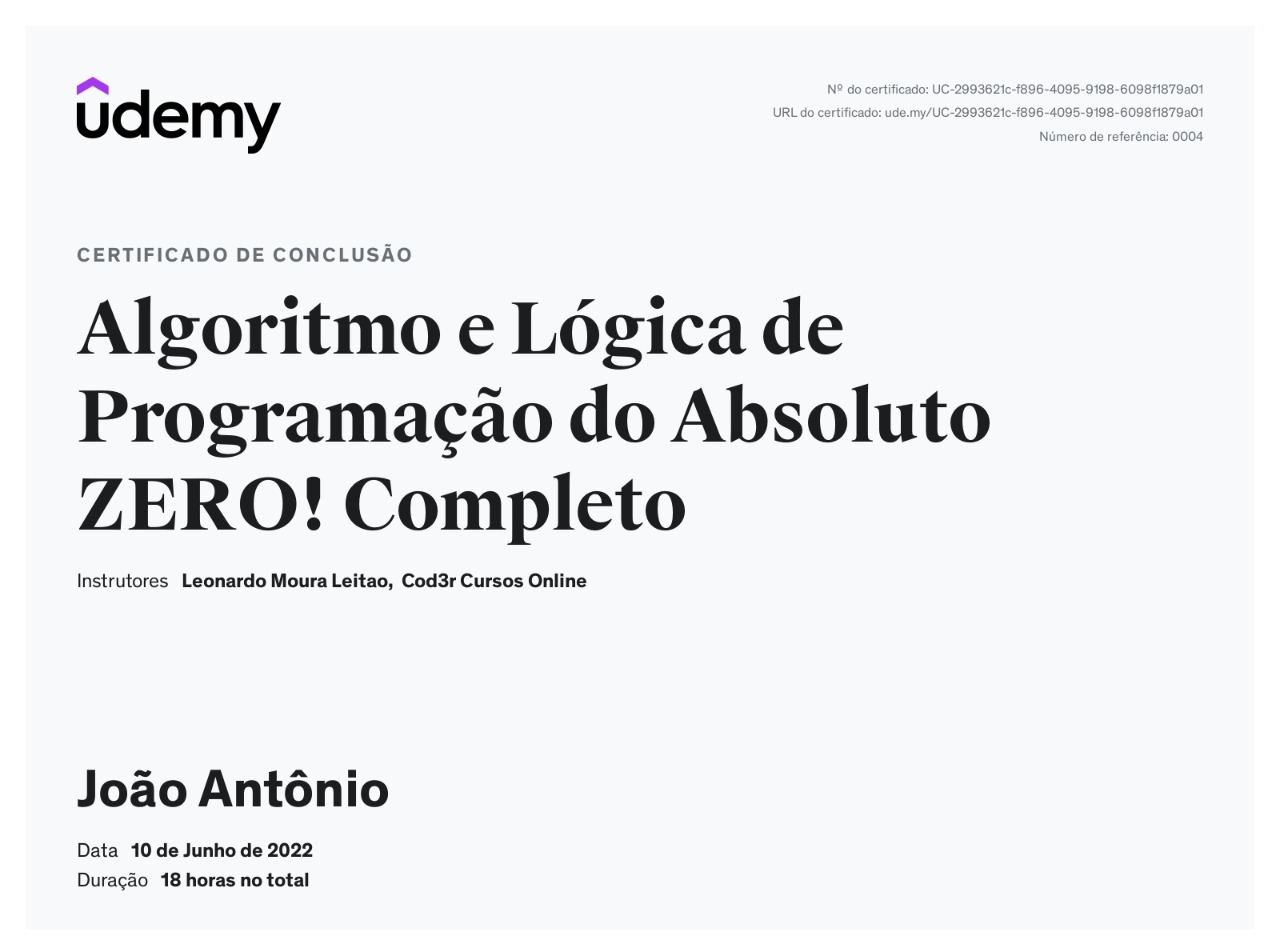 udemy
Nº do certificado: UC-2993621c-f896-4095-9198-6098f1879a01
URL do certificado: ude.my/UC-2993621c-f896-4095-9198-6098f1879a01
Número de referência: 0004
CERTIFICADO DE CONCLUSÃO
Algoritmo e Lógica de
Programação do Absoluto
ZERO! Completo
Instrutores Leonardo Moura Leitao, Cod3r Cursos Online
João Antônio
Data 10 de Junho de 2022
Duração 18 horas no total